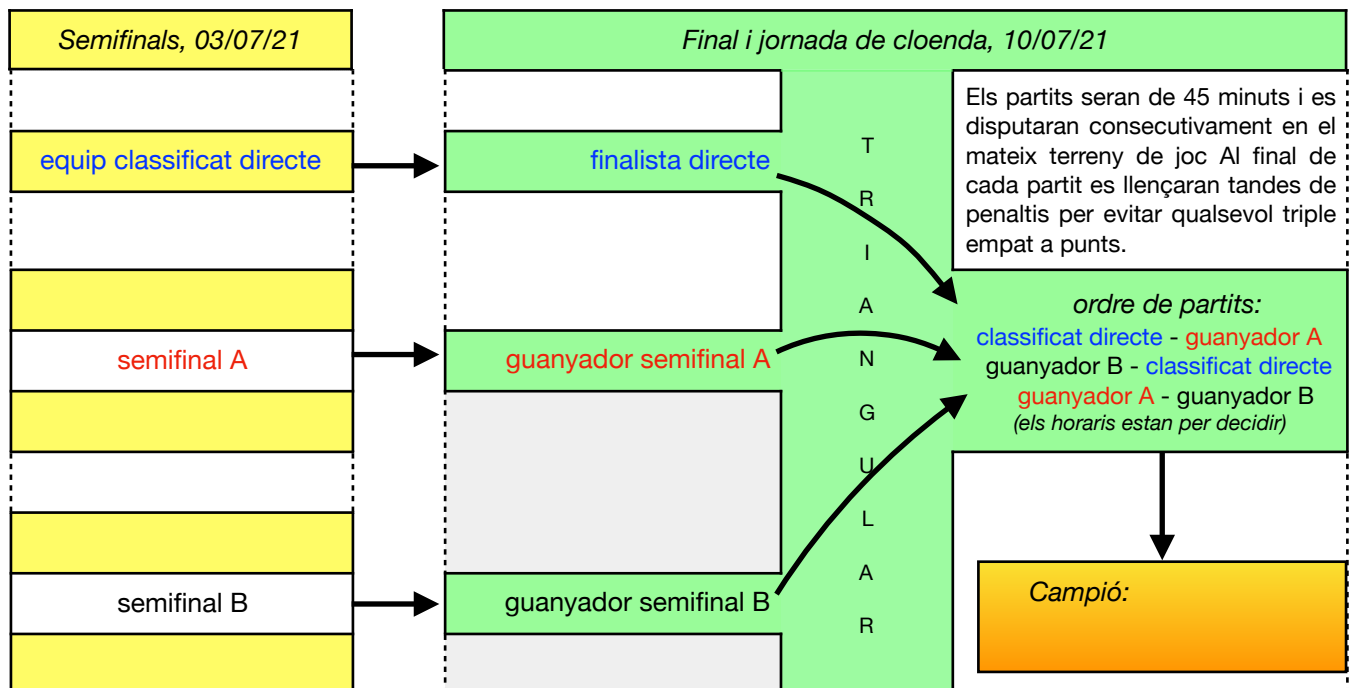 Semifinals, 03/07/21
Final i jornada de cloenda, 10/07/21
equip classificat directe
finalista directe
semifinal A
guanyador semifinal A
semifinal B
guanyador semifinal B
T
R
I
A
N
G
U
L
A
R
Els partits seran de 45 minuts i es
disputaran consecutivament en el
mateix terreny de joc Al final de
cada partit es llençaran tandes de
penaltis per evitar qualsevol triple
empat a punts.
ordre de partits:
classificat directe - guanyador A
guanyador B - classificat directe
guanyador A - guanyador B
(els horaris estan per decidir)
Campió: